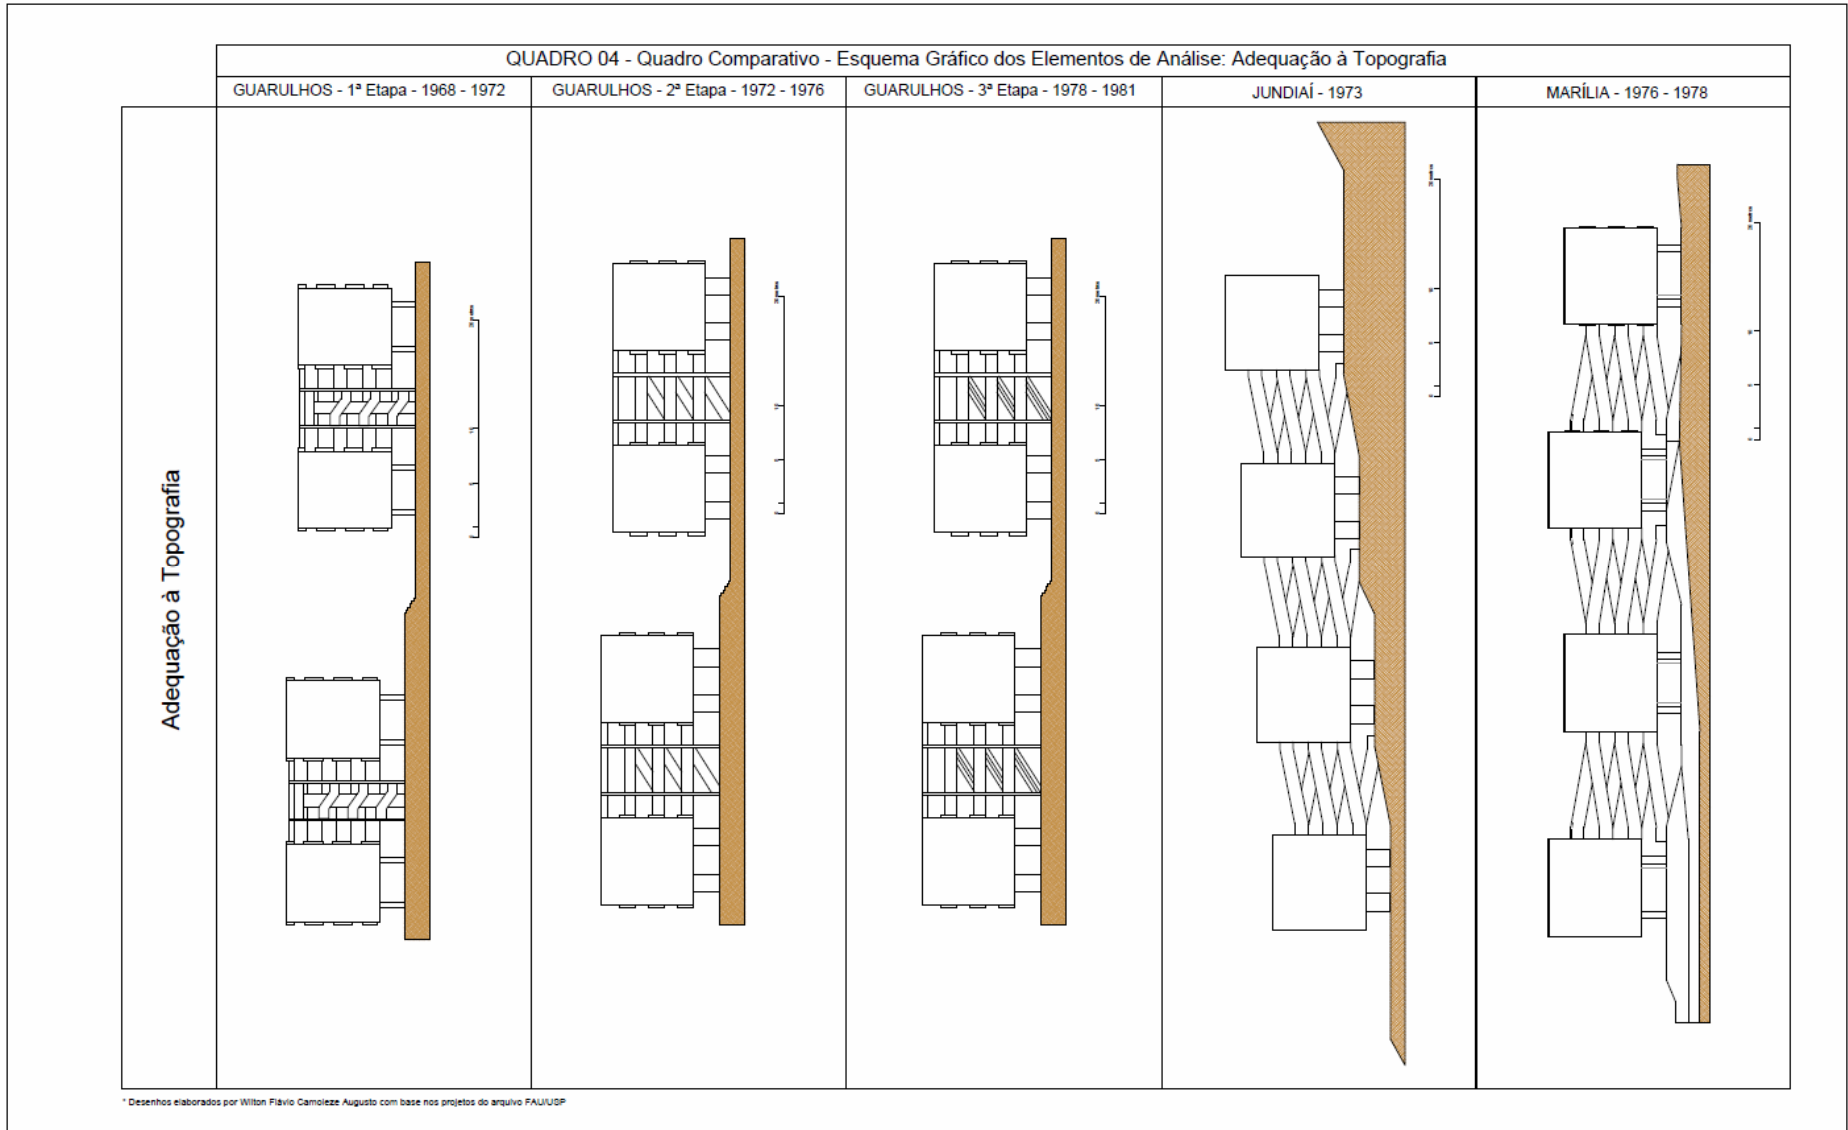 QUADRO 04 - Quadro Comparativo - Esquema Gráfico dos Elementos de Análise: Adequação à Topografia
GUARULHOS - 1ª Etapa - 1968 - 1972
GUARULHOS - 2ª Etapa - 1972 - 1976
GUARULHOS - 3ª Etapa - 1978 - 1981
JUNDIAÍ - 1973
MARÍLIA - 1976 - 1978
Adequação à Topografia
* Desenhos elaborados por Wilton Flávio Camoleze Augusto com base nos projetos do arquivo FAU/USP